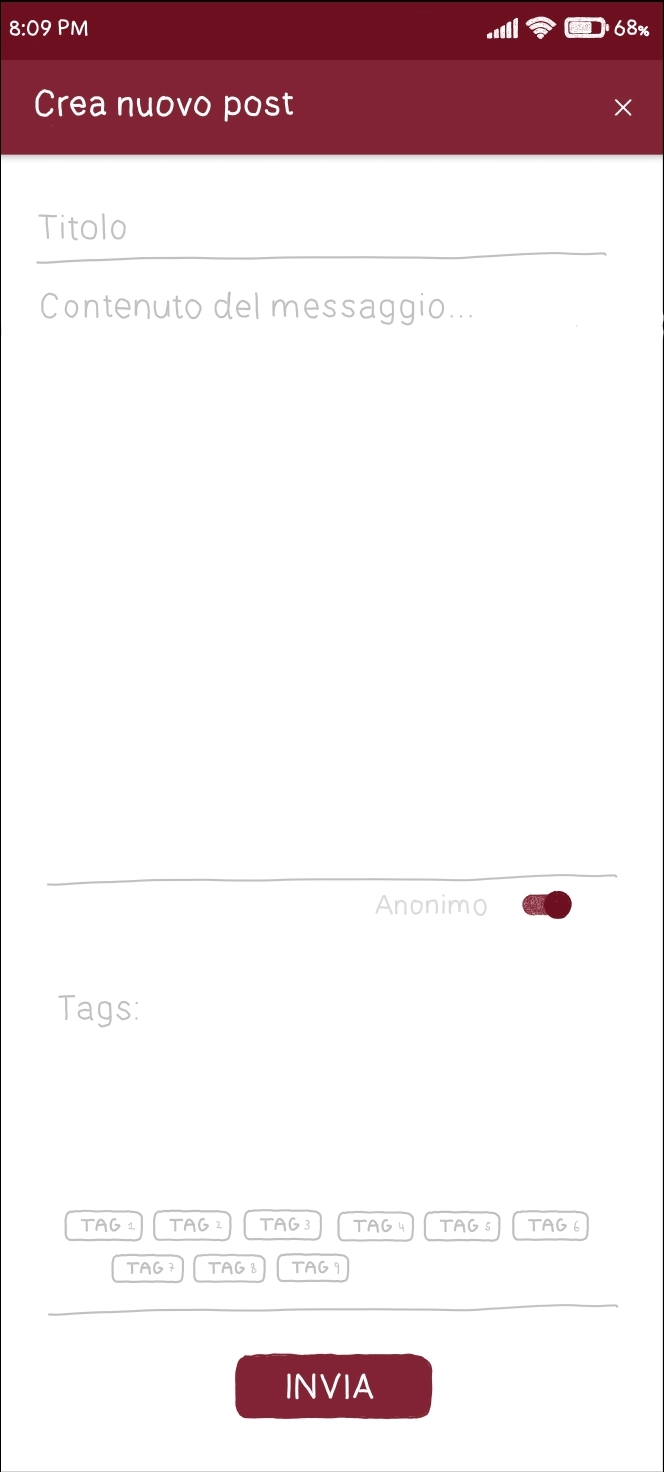 8:09 PM 68%
Crea nuovo post ×
Titolo
Contenuto del messaggio...
Anonimo
Tags:
TAG 1 TAG 2 TAG 3 TAG 4 TAG 5 TAG 6
TAG 7 TAG 8 TAG 9
INVIA